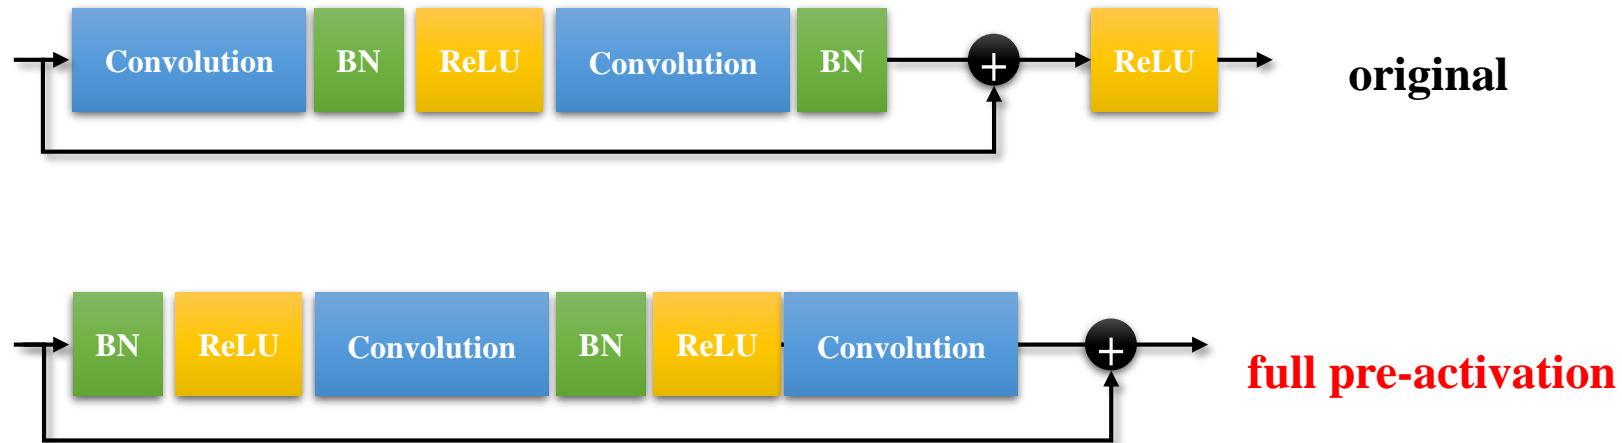 Convolution BN ReLU Convolution BN + ReLU original
BN ReLU Convolution BN ReLU Convolution + full pre-activation